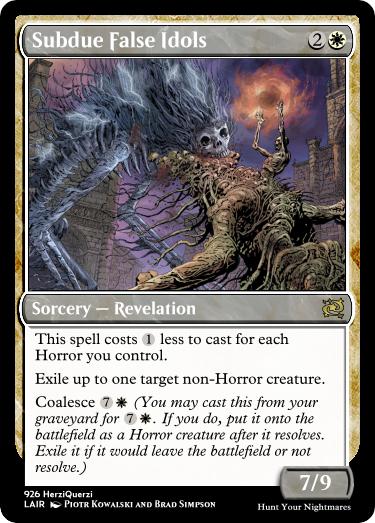 Subdue False Idols 2
Sorcery — Revelation
This spell costs 1 less to cast for each
Horror you control.
Exile up to one target non-Horror creature.
Coalesce 7 (You may cast this from your
graveyard for 7. If you do, put it onto the
battlefield as a Horror creature after it resolves.
Exile it if it would leave the battlefield or not
resolve.)
7/9
926 HerziQuerzi
LAIR Piotr Kowalski and Brad Simpson
Hunt Your Nightmares